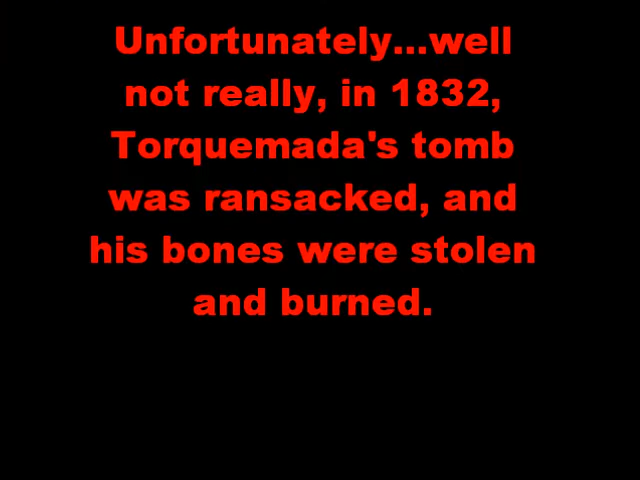 Unfortunately...well
not really, in 1832,
Torquemada's tomb
was ransacked, and
his bones were stolen
and burned.